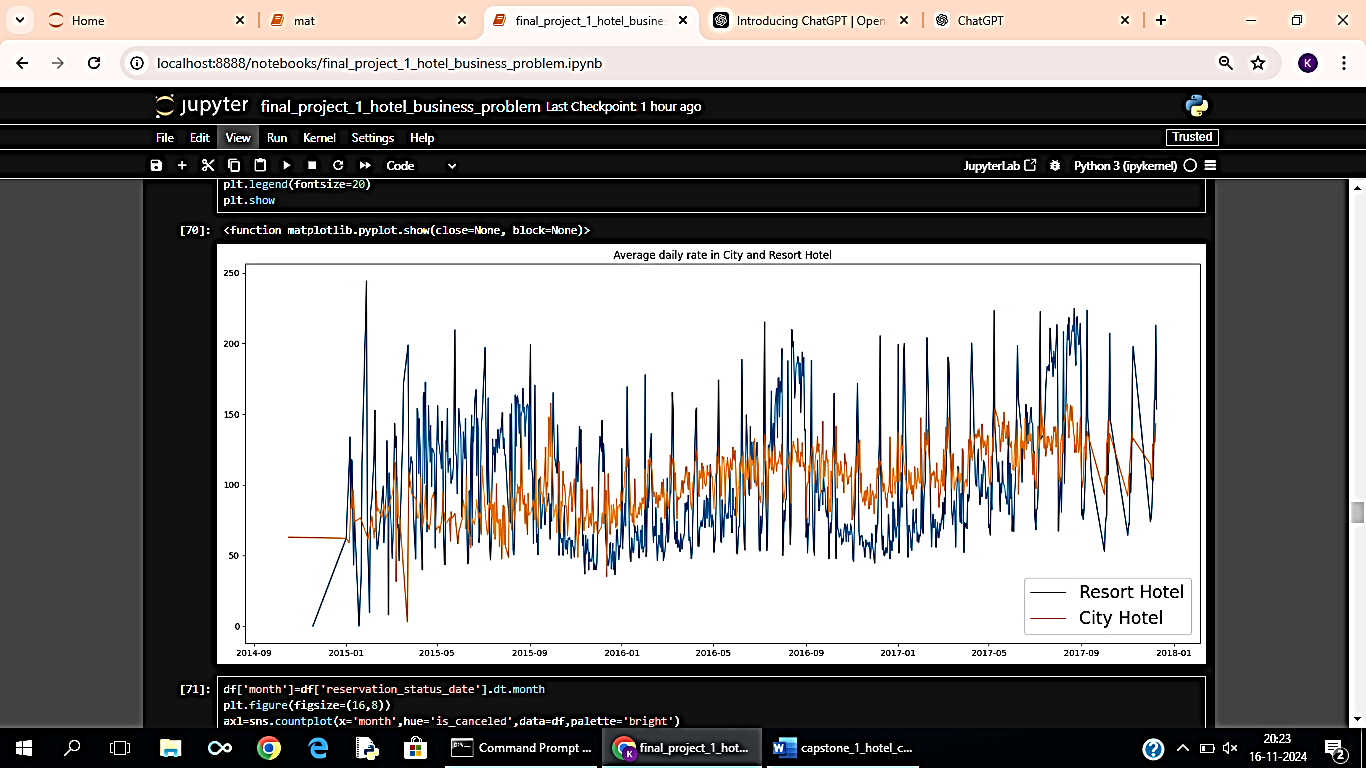 Home
mat
final_project_1_hotel_busine
Introducing ChatGPT | Open
ChatGPT
localhost:8888/notebooks/final_project_1_hotel_business_problem.ipynb
K
jupyter final_project_1_hotel_business_problem Last Checkpoint: 1 hour ago
File Edit View Run Kernel Settings Help
Trusted
Code
JupyterLab
Python 3 (ipykernel)
plt.legend(fontsize=20)
plt.show
[70]: <function matplotlib.pyplot.show(close=None, block=None)>
Average daily rate in City and Resort Hotel
250
200
150
100
50
0
Resort Hotel
City Hotel
2014-09 2015-01 2015-05 2015-09 2016-01 2016-05 2016-09 2017-01 2017-05 2017-09 2018-01
[71]: df['month']=df['reservation_status_date'].dt.month
plt.figure(figsize=(16,8))
ax1=sns.countplot(x='month',hue='is_canceled',data=df,palette='bright')
Command Prompt ...
final_project_1_hot...
capstone_1_hotel_c...
20:23
16-11-2024
2